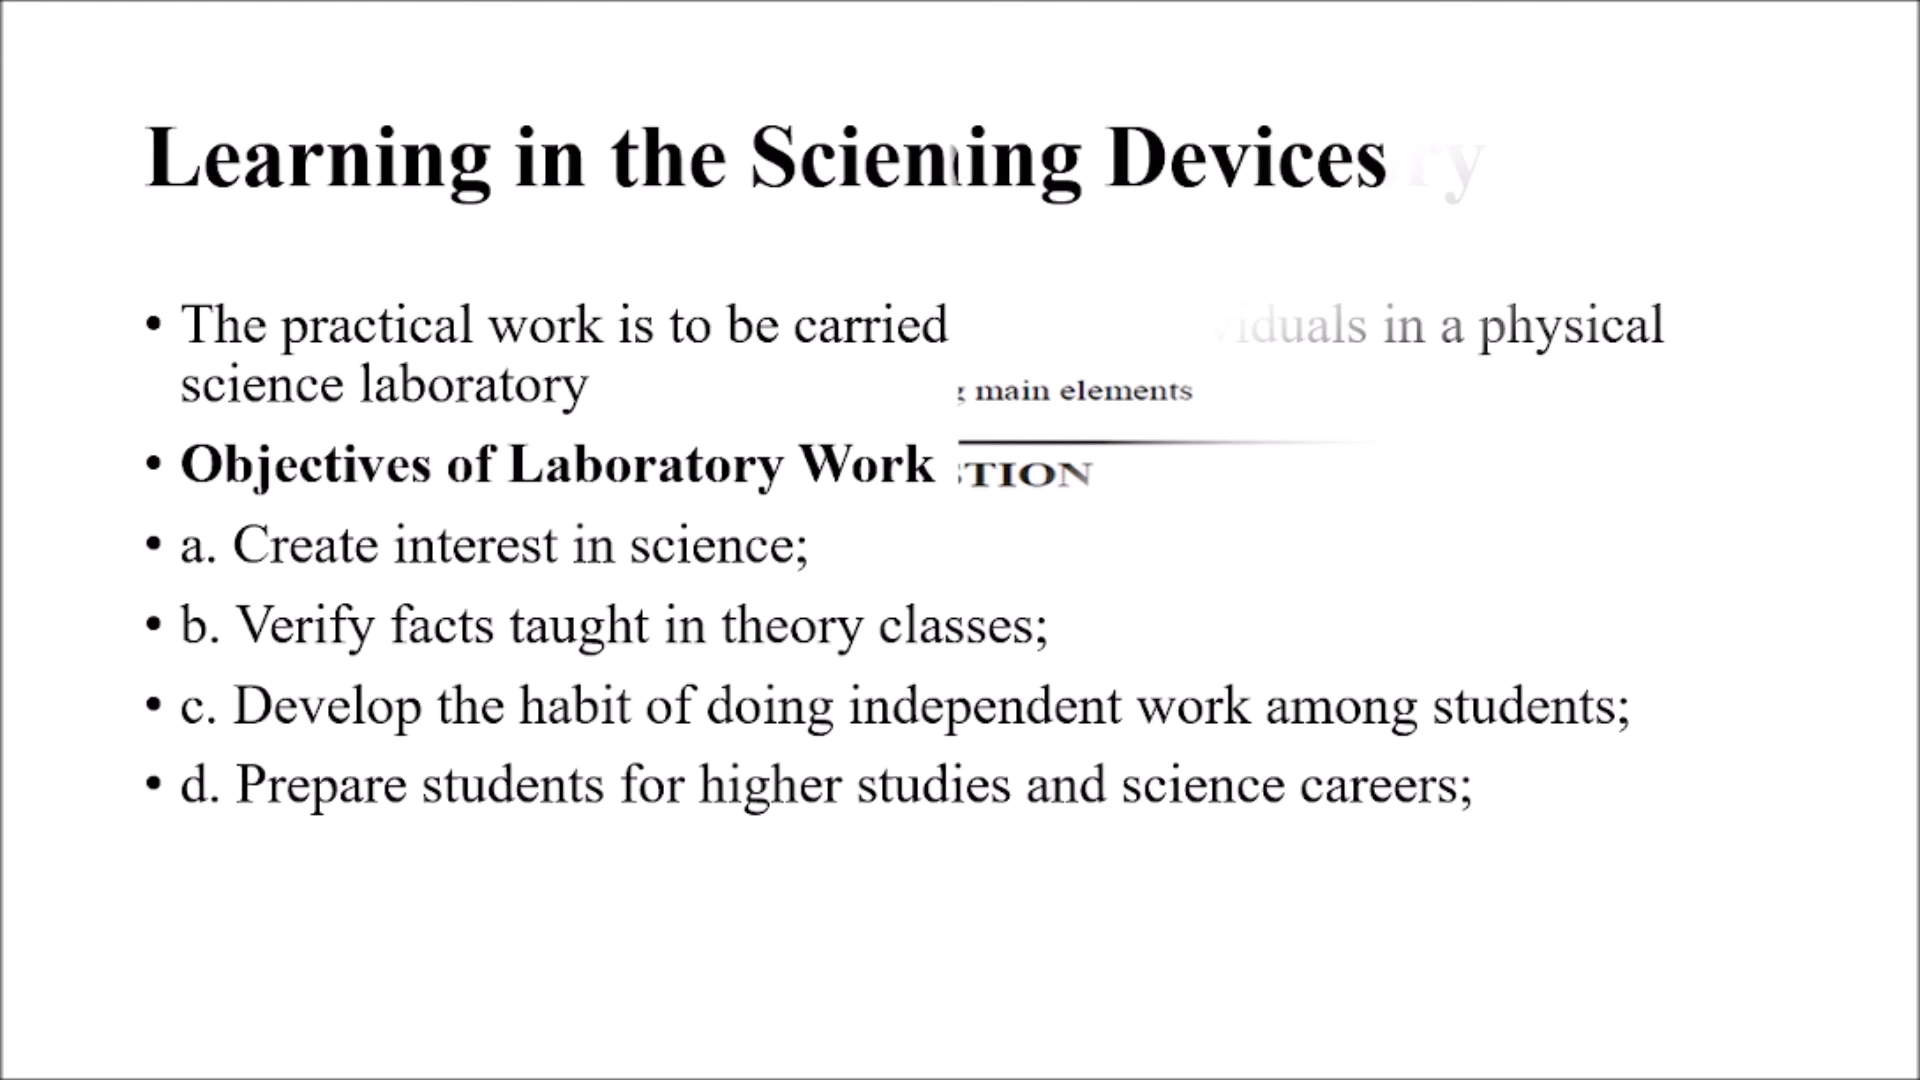 Learning in the Sciening Devices ry
• The practical work is to be carried viduals in a physical
science laboratory
main elements
• Objectives of Laboratory Work
TION
• a. Create interest in science;
• b. Verify facts taught in theory classes;
• c. Develop the habit of doing independent work among students;
• d. Prepare students for higher studies and science careers;